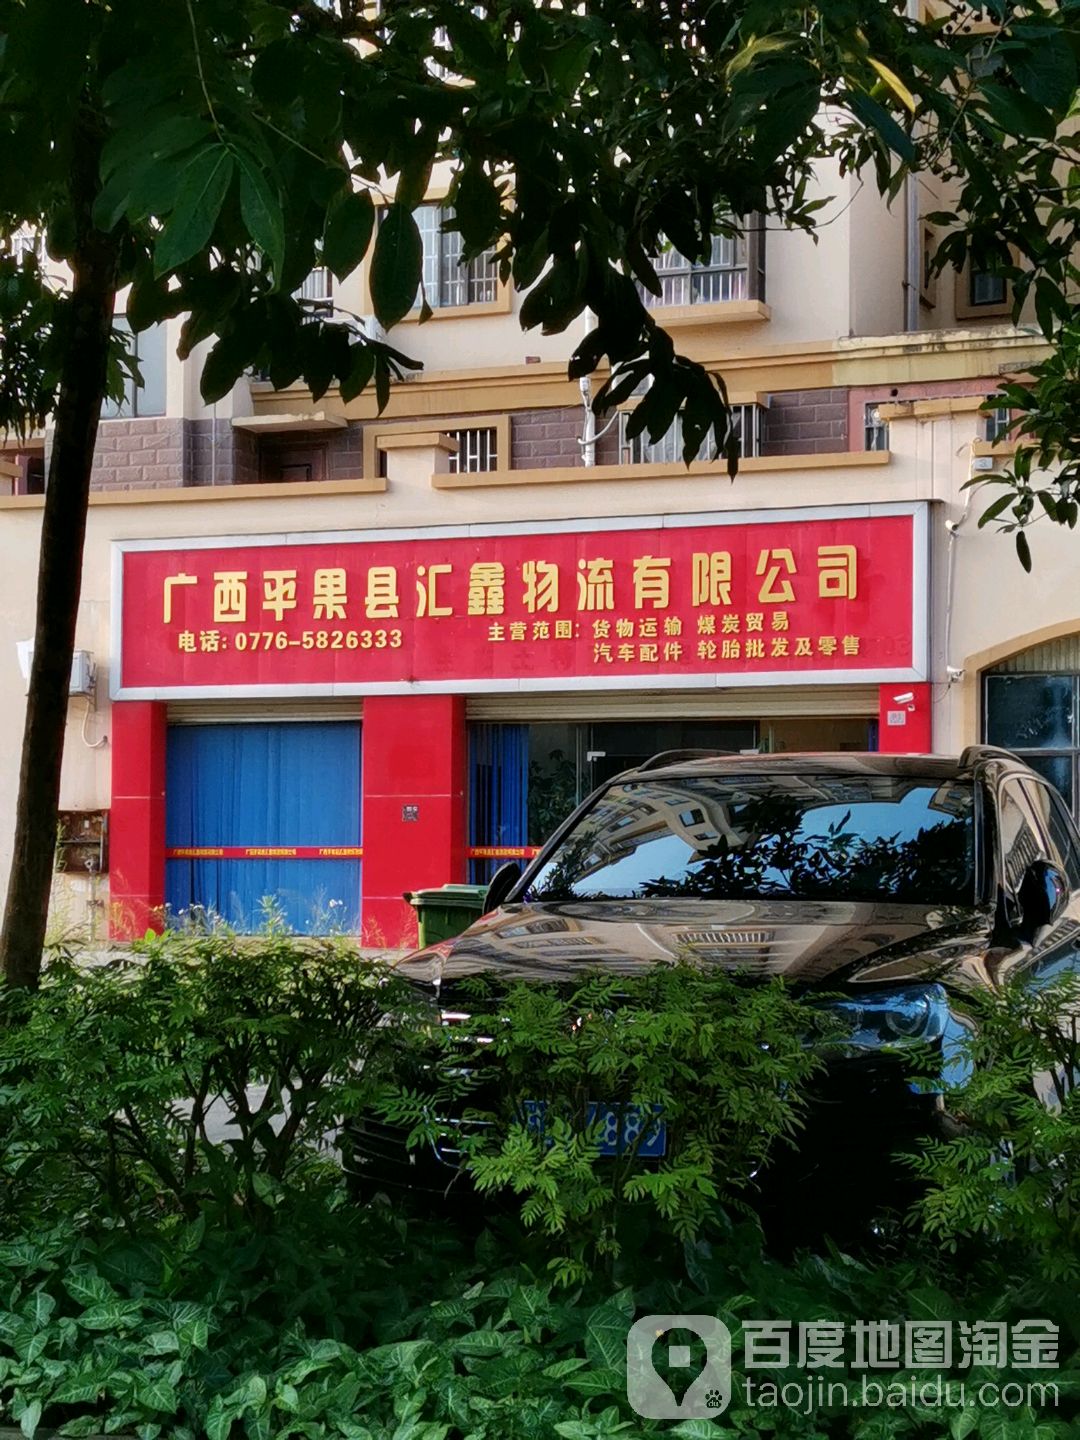 广西平果县汇鑫物流有限公司
电话: 0776-5826333
主营范围: 货物运输 煤炭贸易
汽车配件 轮胎批发及零售
百度地图淘金
taojin.baidu.com